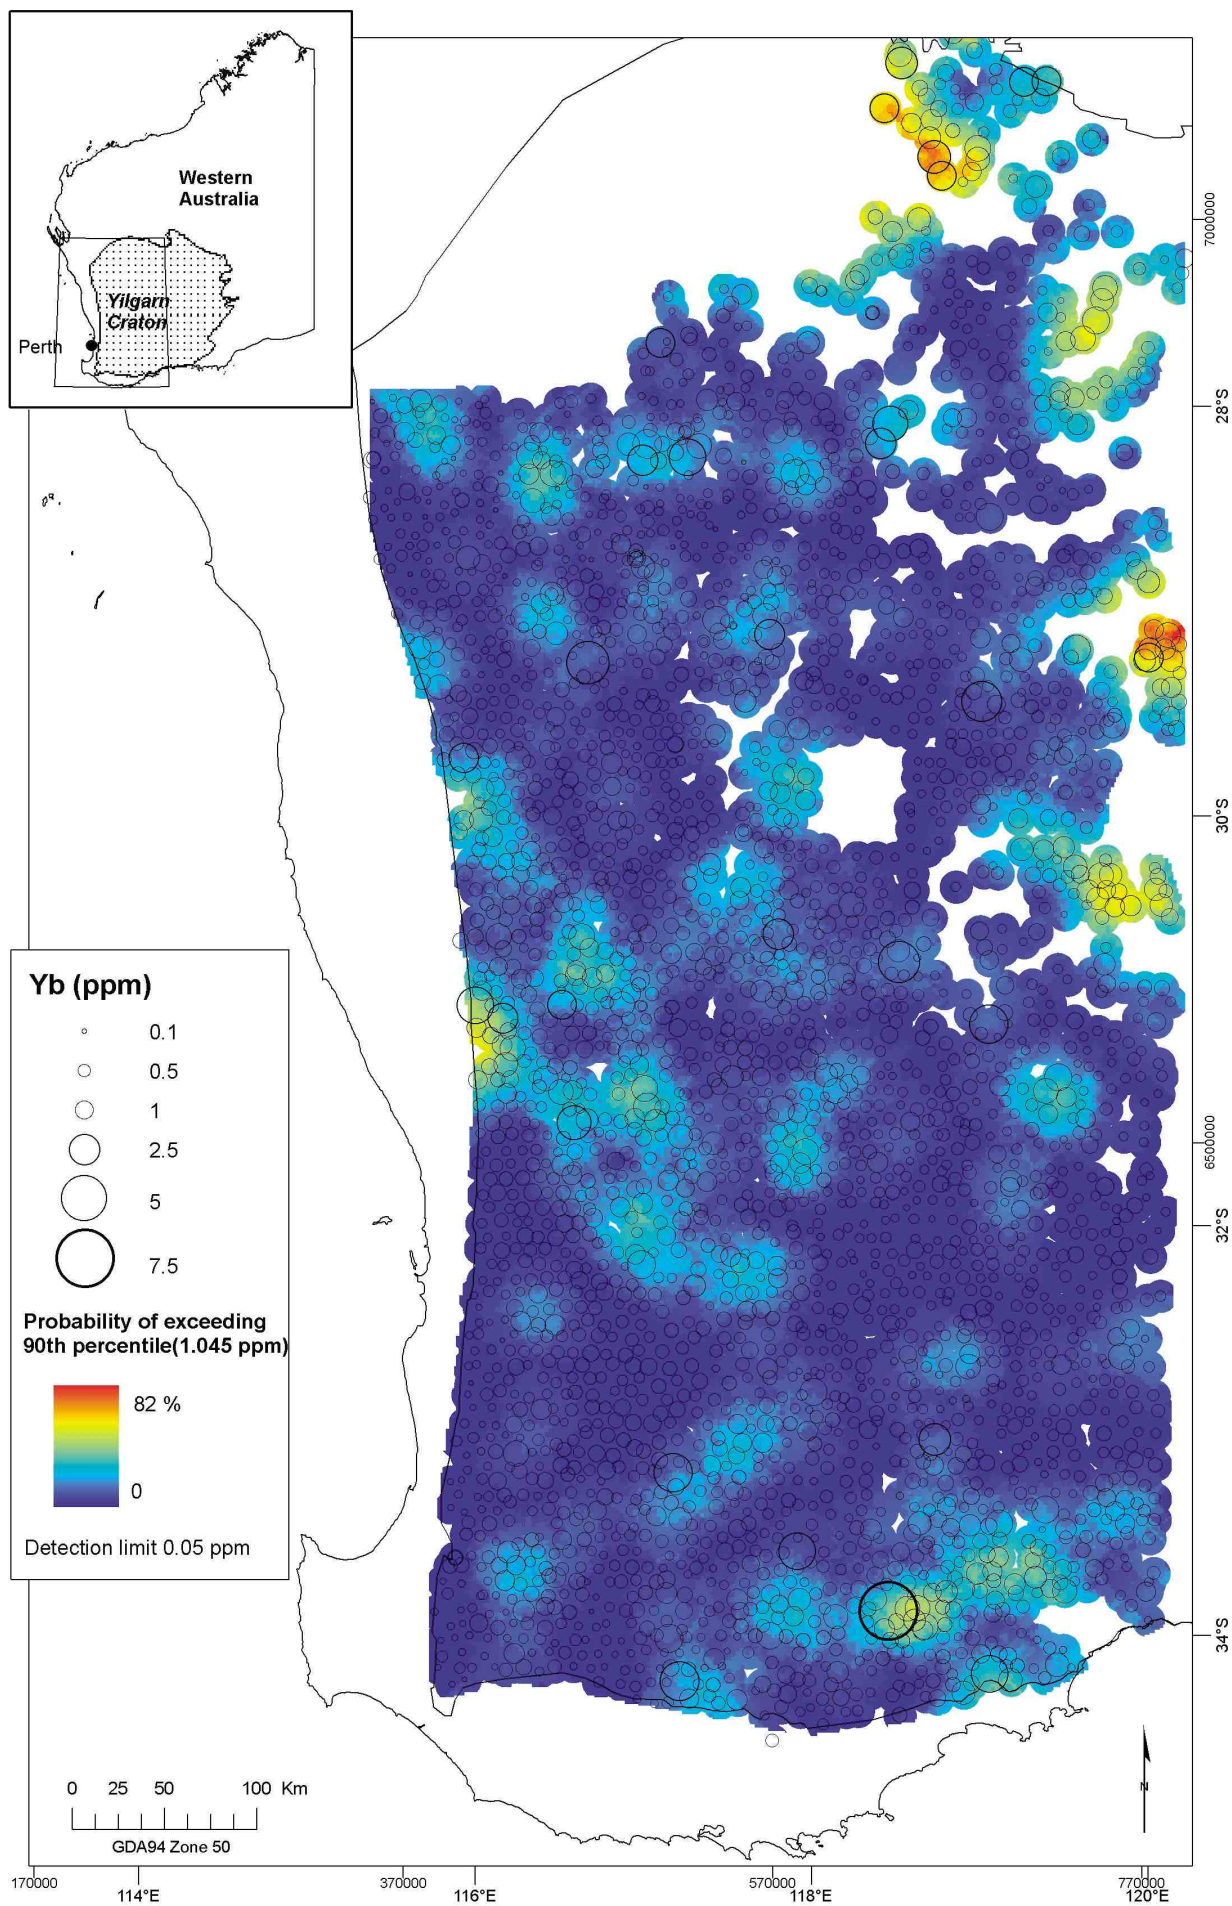 Western
Australia
Yilgarn
Craton
Perth
7000000
28°S
30°S
6500000
32°S
34°S
Yb (ppm)
0.1
0.5
1
2.5
5
7.5
Probability of exceeding
90th percentile(1.045 ppm)
82 %
0
Detection limit 0.05 ppm
0 25 50 100 Km
GDA94 Zone 50
N
170000 370000 570000 770000
114°E 116°E 118°E 120°E